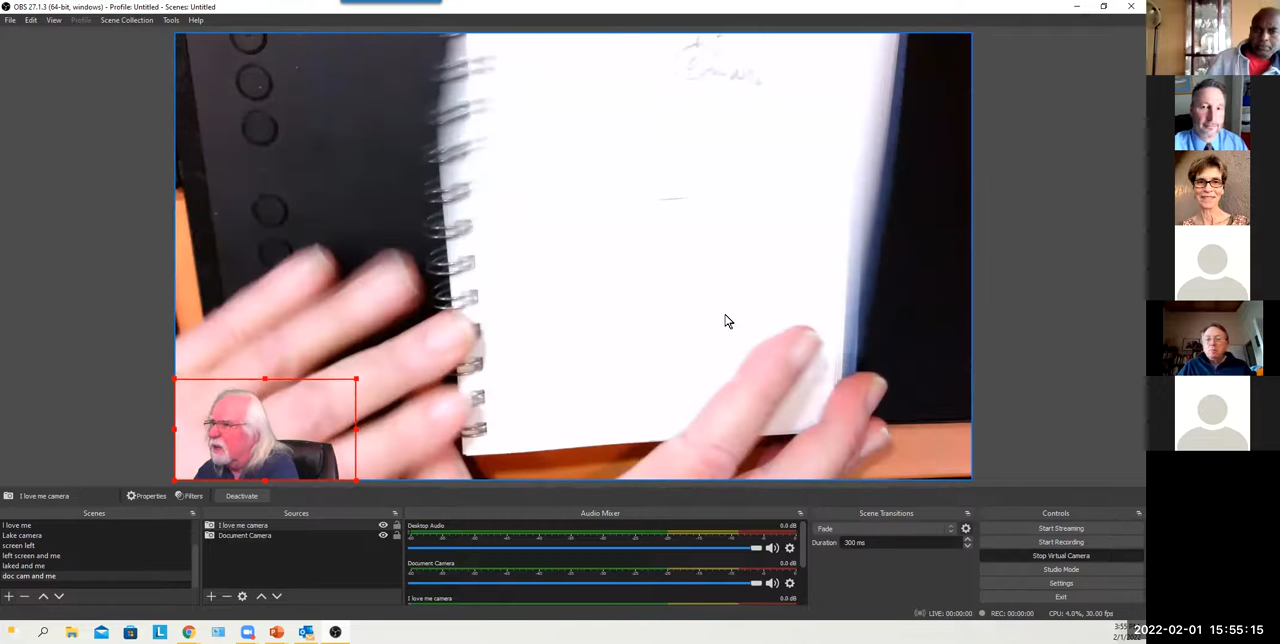 OBS 27.1.3 (64-bit, windows) - Profile: Untitled - Scenes: Untitled
File Edit View Profile Scene Collection Tools Help
I love me camera Properties Filters Deactivate
Scenes
I love me
Lake camera
screen left
left screen and me
laked and me
doc cam and me
Sources
I love me camera
Document Camera
Audio Mixer
Desktop Audio 0.0 dB
Document Camera 0.0 dB
I love me camera 0.0 dB
Scene Transitions
Fade
Duration 300 ms
Controls
Start Streaming
Start Recording
Stop Virtual Camera
Studio Mode
Settings
Exit
LIVE: 00:00:00 REC: 00:00:00 CPU: 4.0%, 30.00 fps
3:55
2/1/
2022-02-01 15:55:15